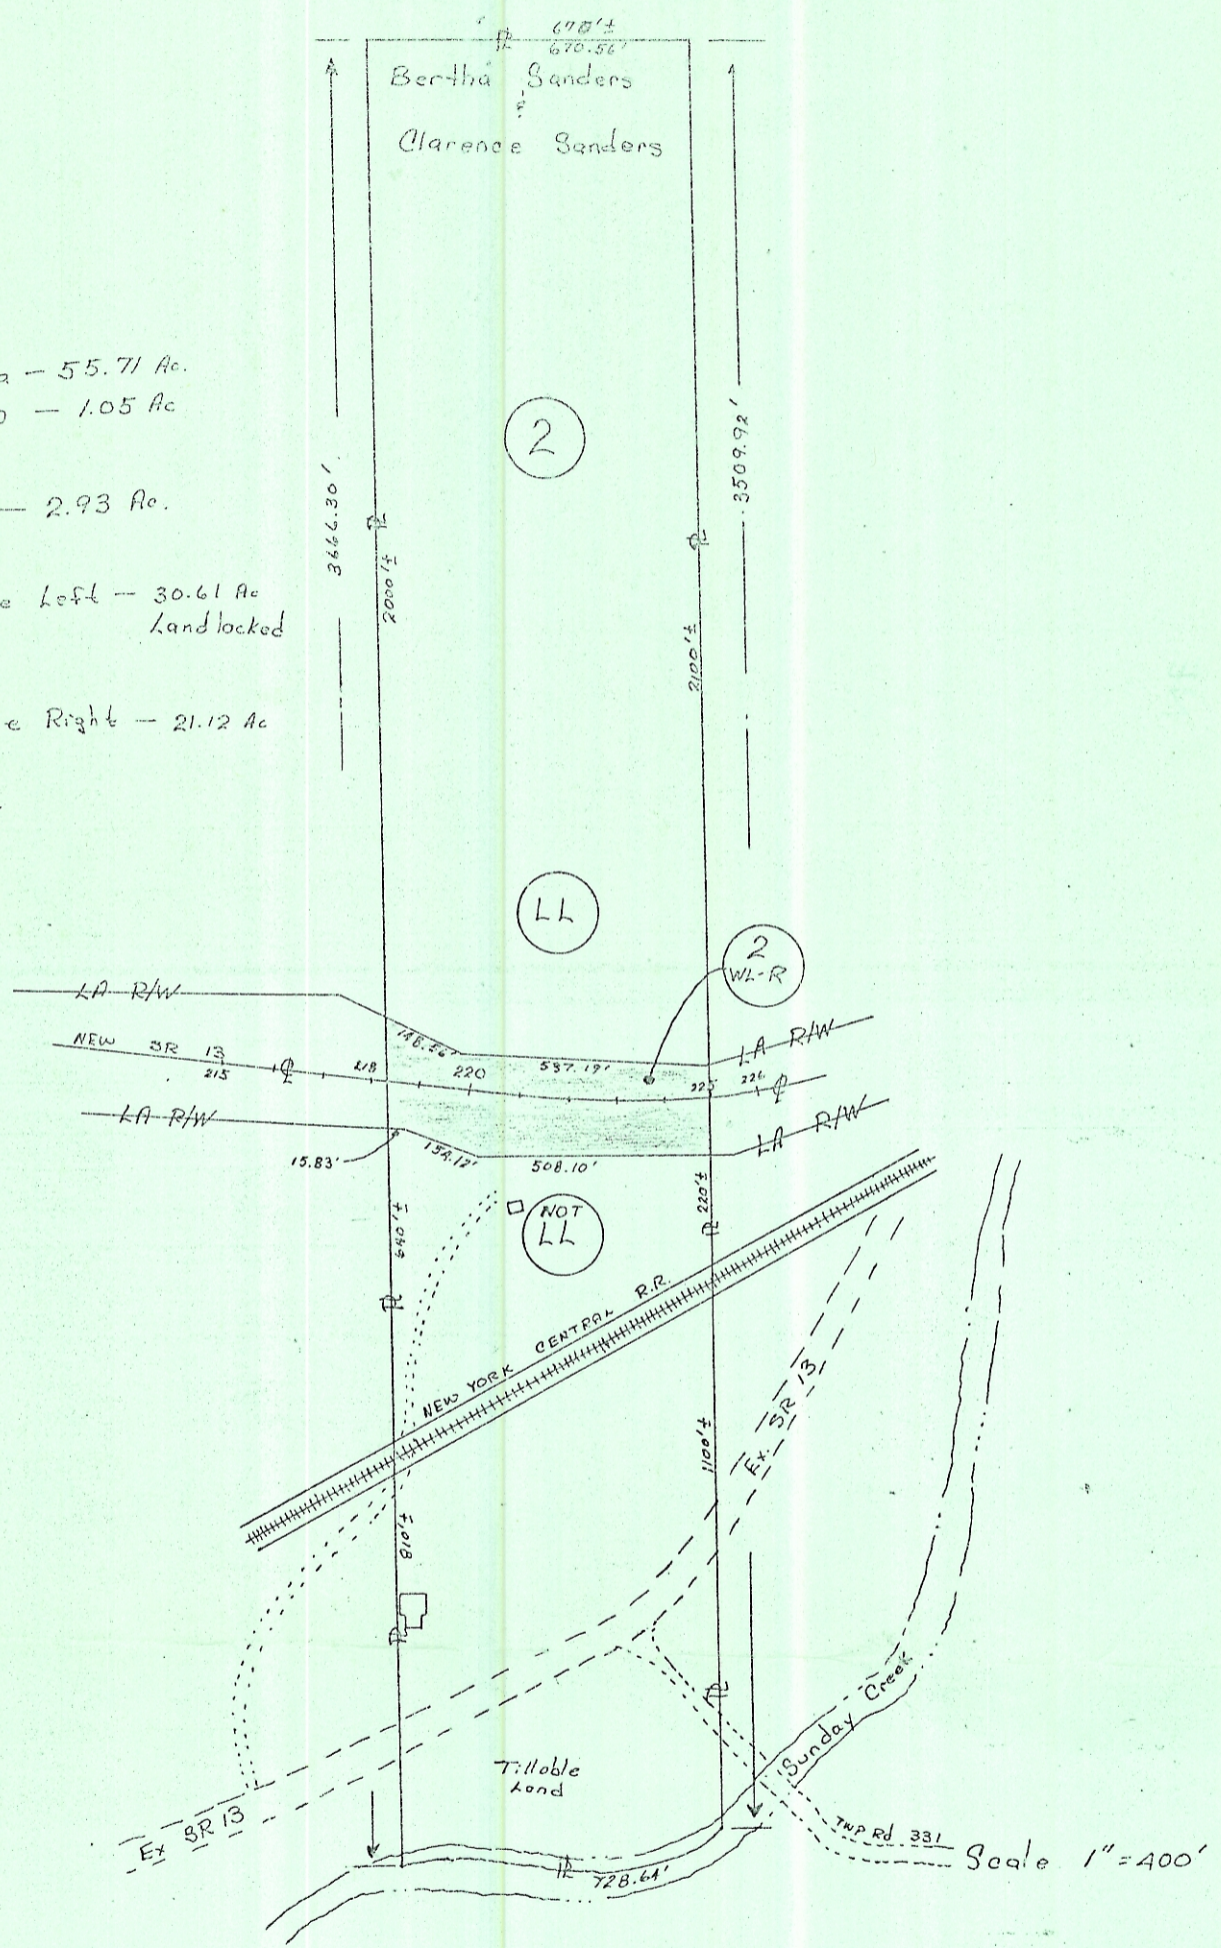 670'±
670.56'
Bertha Sanders
&
Clarence Sanders
a — 55.71 Ac.
— 1.05 Ac
— 2.93 Ac.
e Left — 30.61 Ac
Landlocked
e Right — 21.12 Ac
2
3666.30'
2000'±
2100'±
3509.92'
LL
2
WL-R
LA R/W
NEW SR 13
215
218
220
225
226
148.56'
537.19'
LA R/W
LA R/W
LA R/W
15.83'
154.12'
508.10'
640'±
220'±
NOT
LL
NEW YORK CENTRAL R.R.
810'±
1100'±
Ex. SR 13
Ex SR 13
Tillable
Land
Sunday Creek
TWP Rd. 331
728.64'
Scale 1"=400'